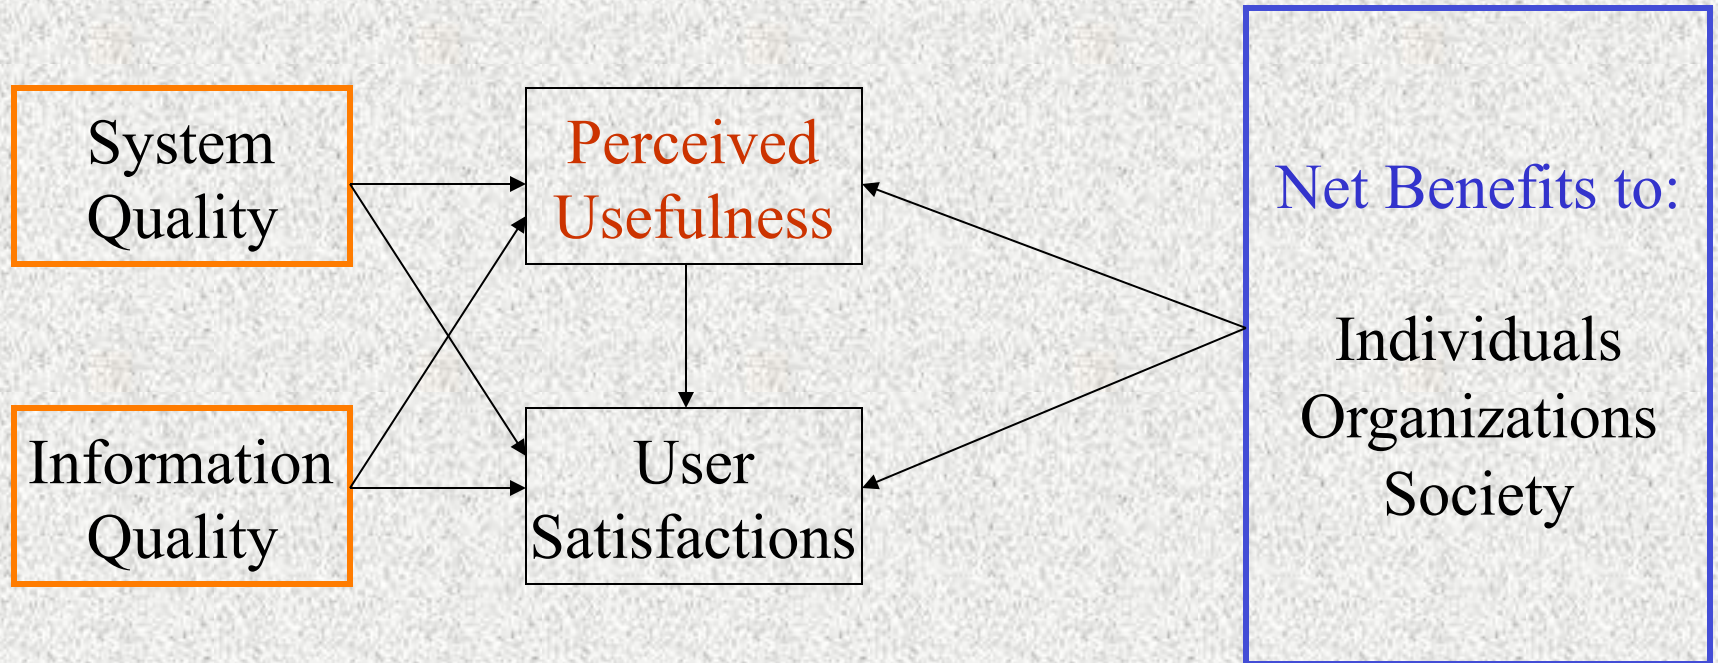 System
Quality
Perceived
Usefulness
Information
Quality
User
Satisfactions
Net Benefits to:
Individuals
Organizations
Society